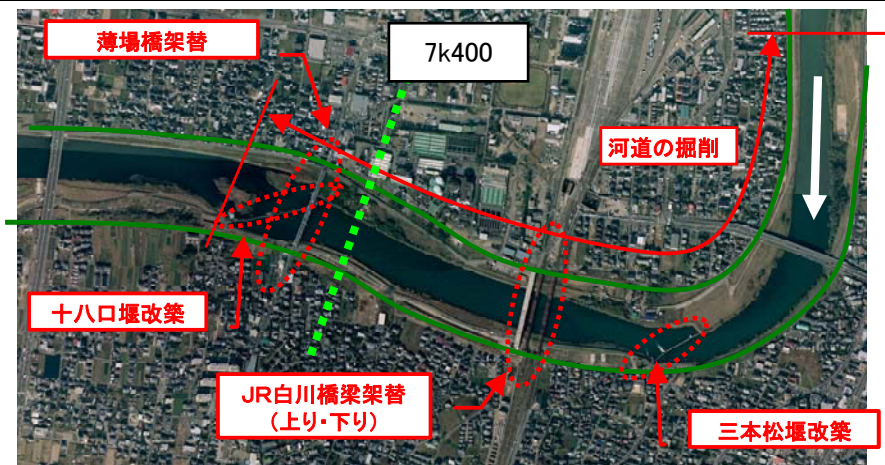 薄場橋架替
7k400
河道の掘削
十八口堰改築
JR白川橋梁架替
(上り・下り)
三本松堰改築